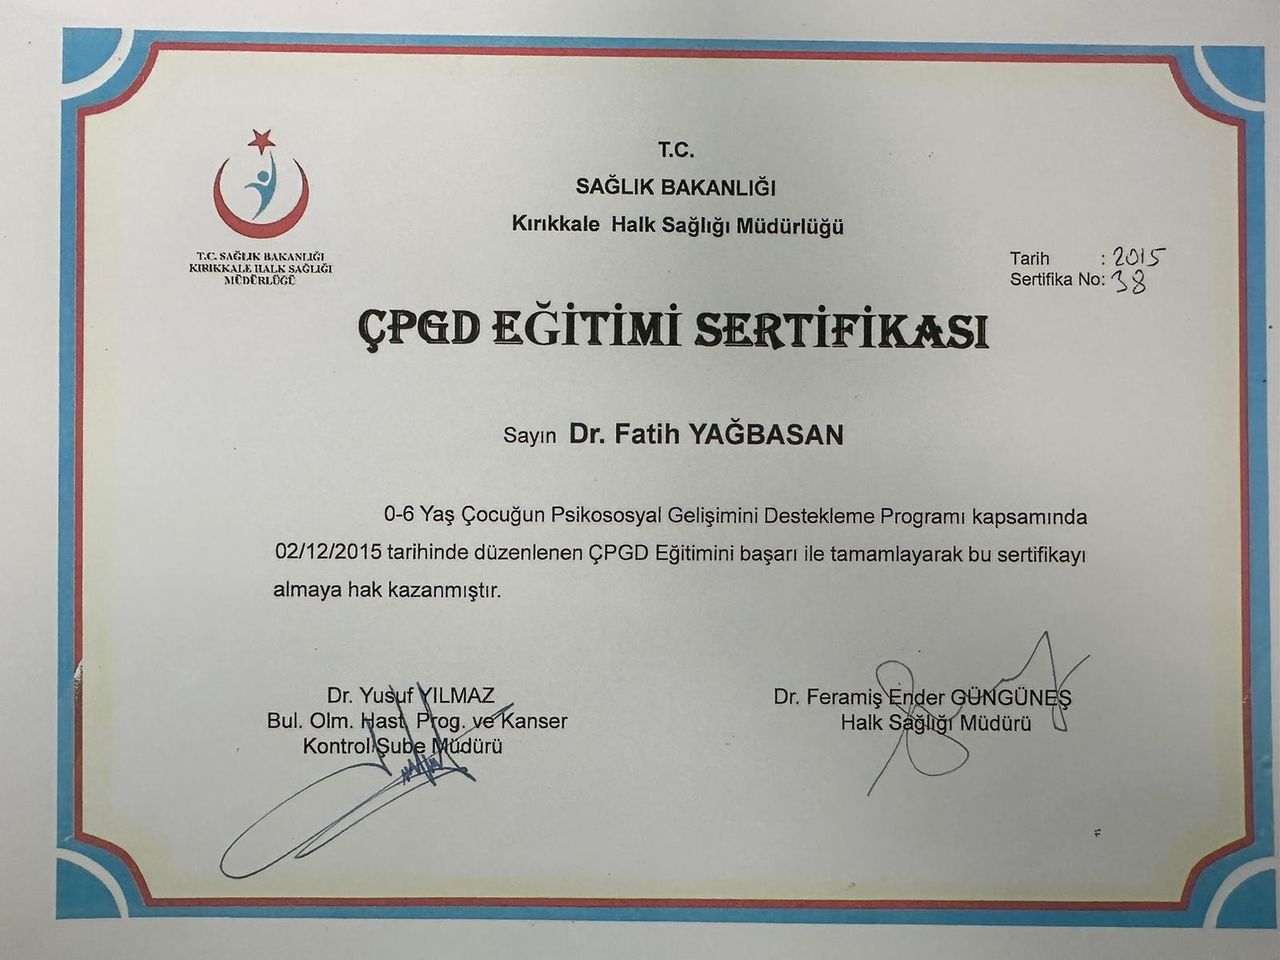 T.C.
SAĞLIK BAKANLIĞI
Kırıkkale Halk Sağlığı Müdürlüğü
T.C. SAĞLIK BAKANLIĞI
KIRIKKALE HALK SAĞLIĞI
MÜDÜRLÜĞÜ
Tarih : 2015
Sertifika No: 38
ÇPGD EĞİTİMİ SERTİFİKASI
Sayın Dr. Fatih YAĞBASAN
0-6 Yaş Çocuğun Psikososyal Gelişimini Destekleme Programı kapsamında
02/12/2015 tarihinde düzenlenen ÇPGD Eğitimini başarı ile tamamlayarak bu sertifikayı
almaya hak kazanmıştır.
Dr. Yusuf YILMAZ
Bul. Olm. Hast. Prog. ve Kanser
Kontrol Şube Müdürü
Dr. Feramiş Ender GÜNGÜNEŞ
Halk Sağlığı Müdürü